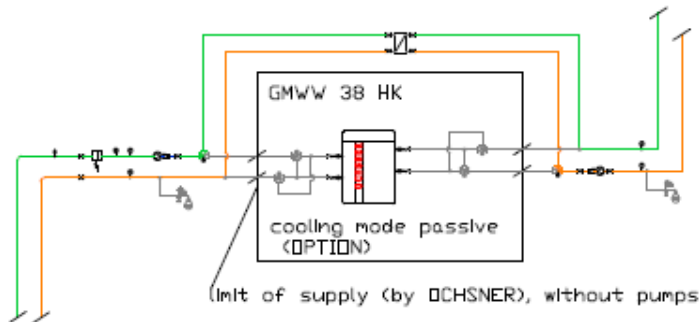 GMWW 38 HK
cooling mode passive
(OPTION)
limit of supply (by OCHSNER), without pumps